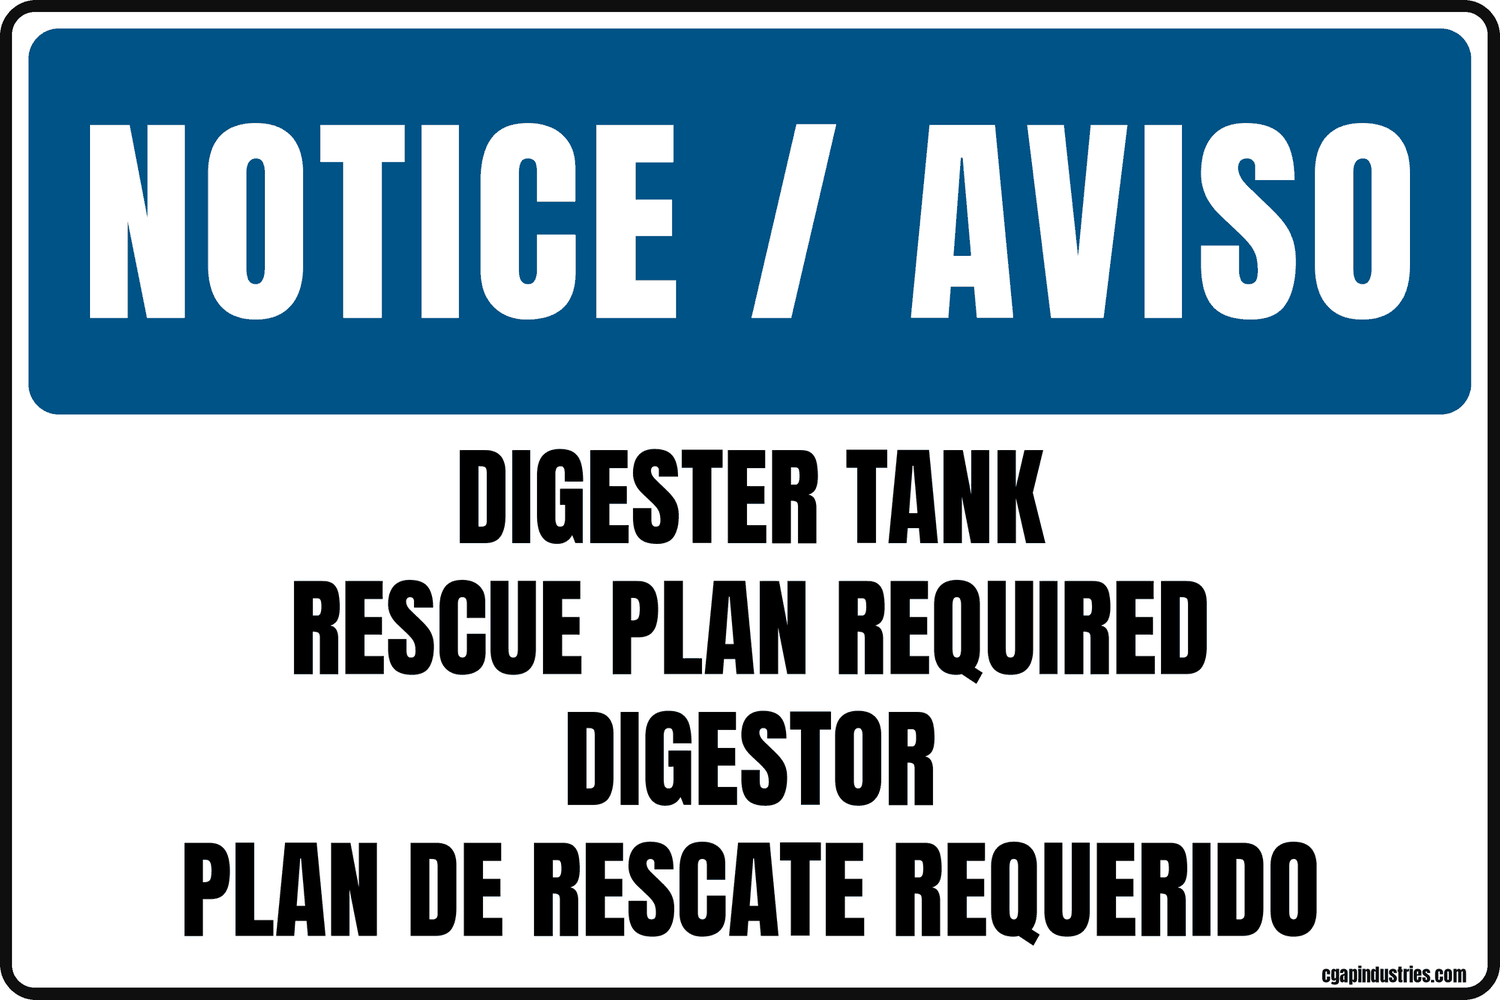 NOTICE / AVISO
DIGESTER TANK
RESCUE PLAN REQUIRED
DIGESTOR
PLAN DE RESCATE REQUERIDO
cgapindustries.com